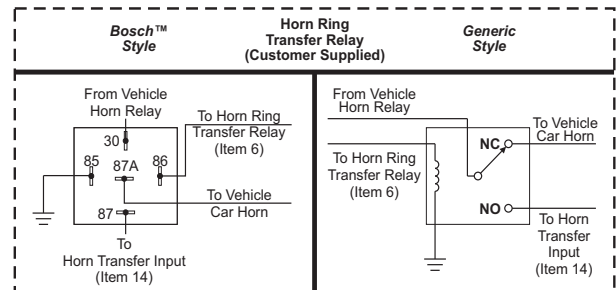 Bosch™
Style
Horn Ring
Transfer Relay
(Customer Supplied)
Generic
Style
From Vehicle
Horn Relay
To Horn Ring
Transfer Relay
(Item 6)
30
85
87A
86
To Vehicle
Car Horn
87
To
Horn Transfer Input
(Item 14)
From Vehicle
Horn Relay
To Vehicle
Car Horn
NC
To Horn Ring
Transfer Relay
(Item 6)
NO
To Horn
Transfer
Input
(Item 14)